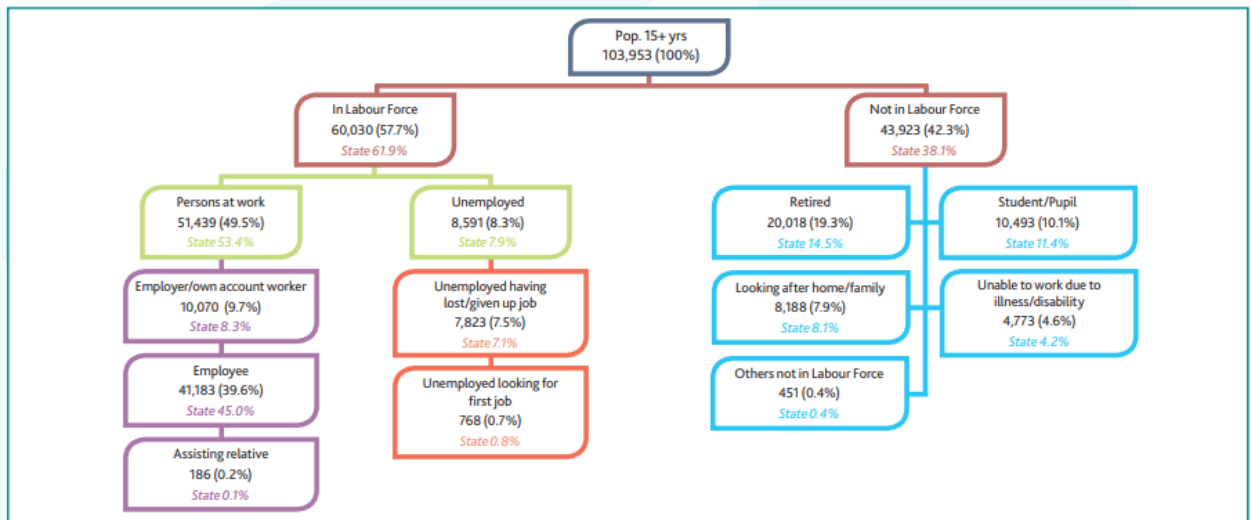 Pop. 15+ yrs
103,953 (100%)
In Labour Force
60,030 (57.7%)
State 61.9%
Not in Labour Force
43,923 (42.3%)
State 38.1%
Persons at work
51,439 (49.5%)
State 53.4%
Unemployed
8,591 (8.3%)
State 7.9%
Retired
20,018 (19.3%)
State 14.5%
Student/Pupil
10,493 (10.1%)
State 11.4%
Employer/own account worker
10,070 (9.7%)
State 8.3%
Unemployed having
lost/given up job
7,823 (7.5%)
State 7.1%
Looking after home/family
8,188 (7.9%)
State 8.1%
Unable to work due to
illness/disability
4,773 (4.6%)
State 4.2%
Employee
41,183 (39.6%)
State 45.0%
Unemployed looking for
first job
768 (0.7%)
State 0.8%
Others not in Labour Force
451 (0.4%)
State 0.4%
Assisting relative
186 (0.2%)
State 0.1%